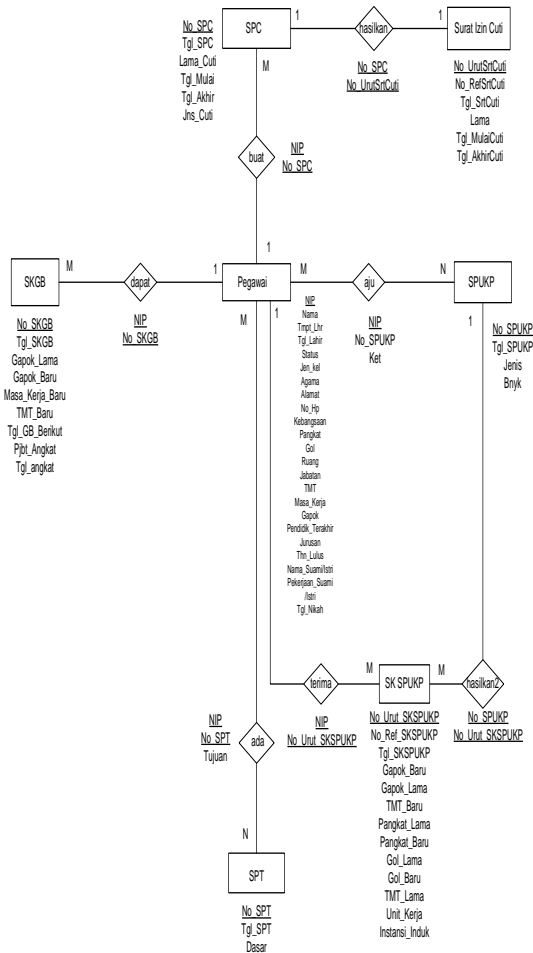 SPC
1
hasilkan
1
Surat Izin Cuti
No_SPC
Tgl_SPC
Lama_Cuti
Tgl_Mulai
Tgl_Akhir
Jns_Cuti
M
No_SPC
No_UrutSrtCuti
No_UrutSrtCuti
No_RefSrtCuti
Tgl_SrtCuti
Lama
Tgl_MulaiCuti
Tgl_AkhirCuti
buat
NIP
No_SPC
1
SKGB
M
dapat
1
Pegawai
M
aju
N
SPUKP
No_SKGB
Tgl_SKGB
Gapok_Lama
Gapok_Baru
Masa_Kerja_Baru
TMT_Baru
Tgl_GB_Berikut
Pjbt_Angkat
Tgl_angkat
NIP
No_SKGB
M
1
NIP
Nama
Tmpt_Lhr
Tgl_Lahir
Status
Jen_kel
Agama
Alamat
No_Hp
Kebangsaan
Pangkat
Gol
Ruang
Jabatan
TMT
Masa_Kerja
Gapok
Pendidik_Terakhir
Jurusan
Thn_Lulus
Nama_Suami/Istri
Pekerjaan_Suami
/Istri
Tgl_Nikah
NIP
No_SPUKP
Ket
1
No_SPUKP
Tgl_SPUKP
Jenis
Bnyk
terima
M
SK SPUKP
M
hasilkan2
NIP
No_Urut_SKSPUKP
No_Urut_SKSPUKP
No_Ref_SKSPUKP
Tgl_SKSPUKP
Gapok_Baru
Gapok_Lama
TMT_Baru
Pangkat_Lama
Pangkat_Baru
Gol_Lama
Gol_Baru
TMT_Lama
Unit_Kerja
Instansi_Induk
No_SPUKP
No_Urut_SKSPUKP
NIP
No_SPT
Tujuan
ada
N
SPT
No_SPT
Tgl_SPT
Dasar